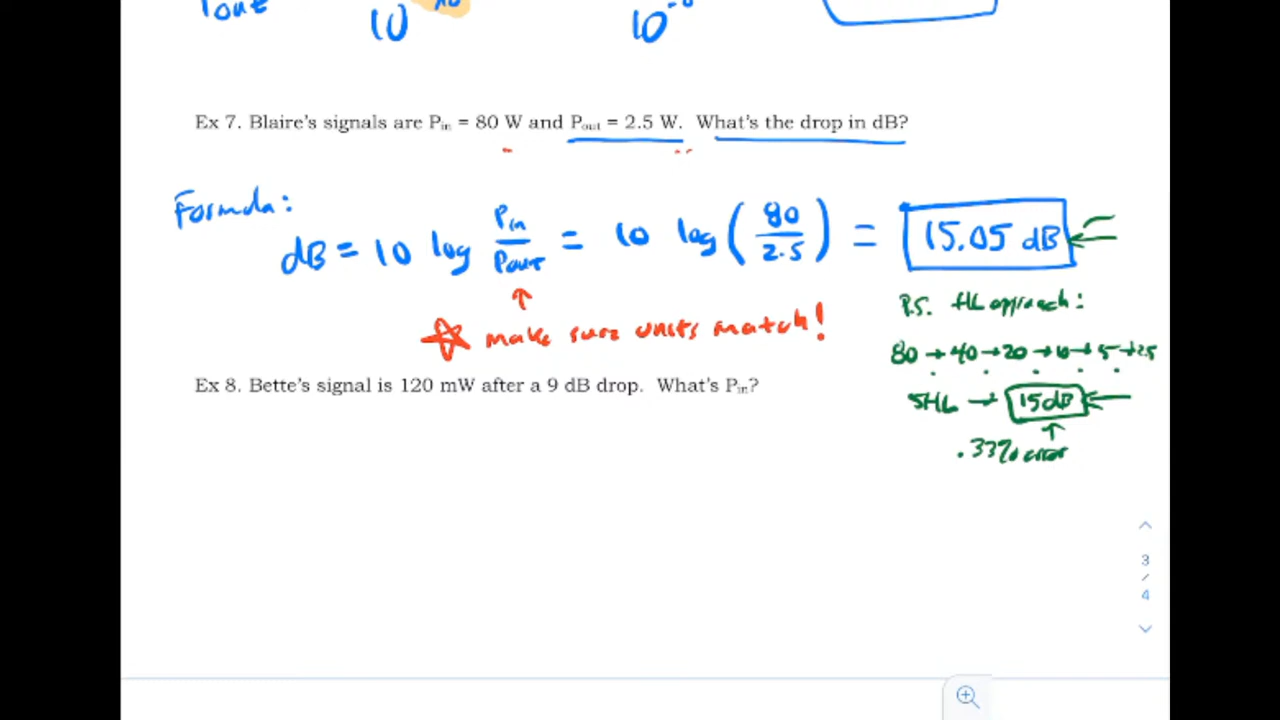 Pout 10 10
Ex 7. Blaire's signals are Pin = 80 W and Pout = 2.5 W. What's the drop in dB?
Formula:
dB = 10 log Pin/Pout = 10 log (80/2.5) = 15.05 dB
☆ make sure units match!
P.S. HL approach:
80 → 40 → 20 → 10 → 5 → 2.5
5HL → 15dB
.33% error
Ex 8. Bette's signal is 120 mW after a 9 dB drop. What's Pin?
3
/
4